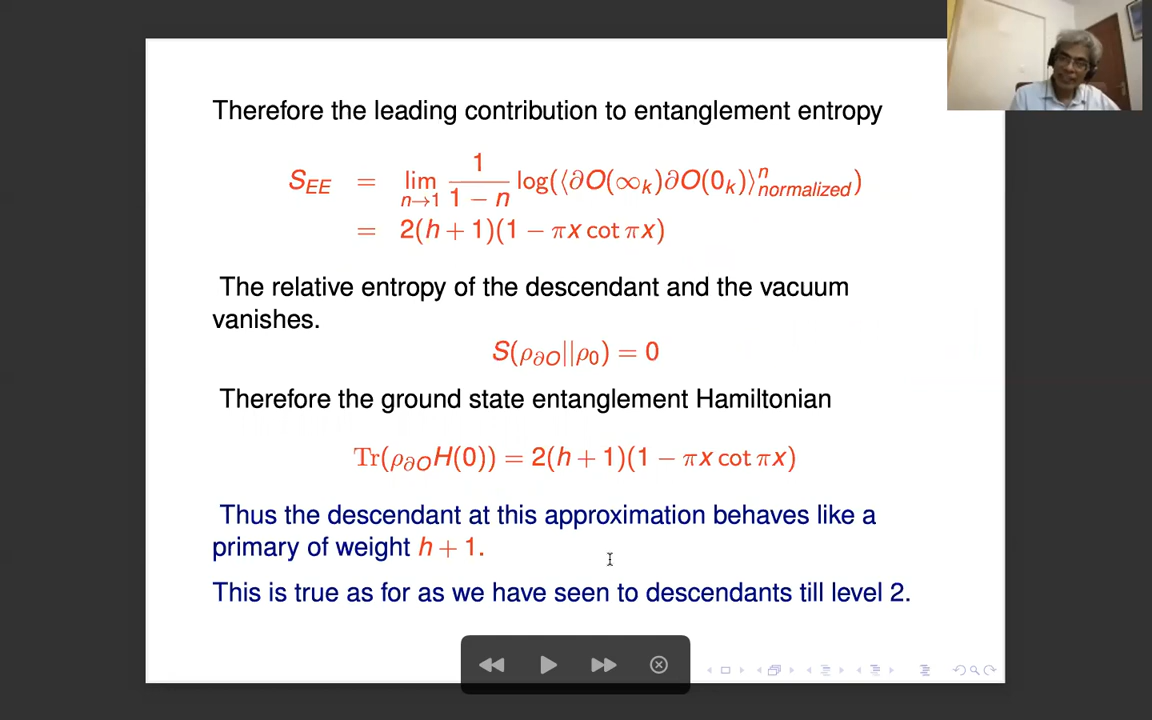 Therefore the leading contribution to entanglement entropy
S_EE = lim_{n→1} 1/(1 − n) log(⟨∂O(∞_k)∂O(0_k)⟩^n_normalized)
= 2(h + 1)(1 − πx cot πx)
The relative entropy of the descendant and the vacuum
vanishes.
S(ρ_∂O||ρ_0) = 0
Therefore the ground state entanglement Hamiltonian
Tr(ρ_∂O H(0)) = 2(h + 1)(1 − πx cot πx)
Thus the descendant at this approximation behaves like a
primary of weight h + 1.
This is true as for as we have seen to descendants till level 2.